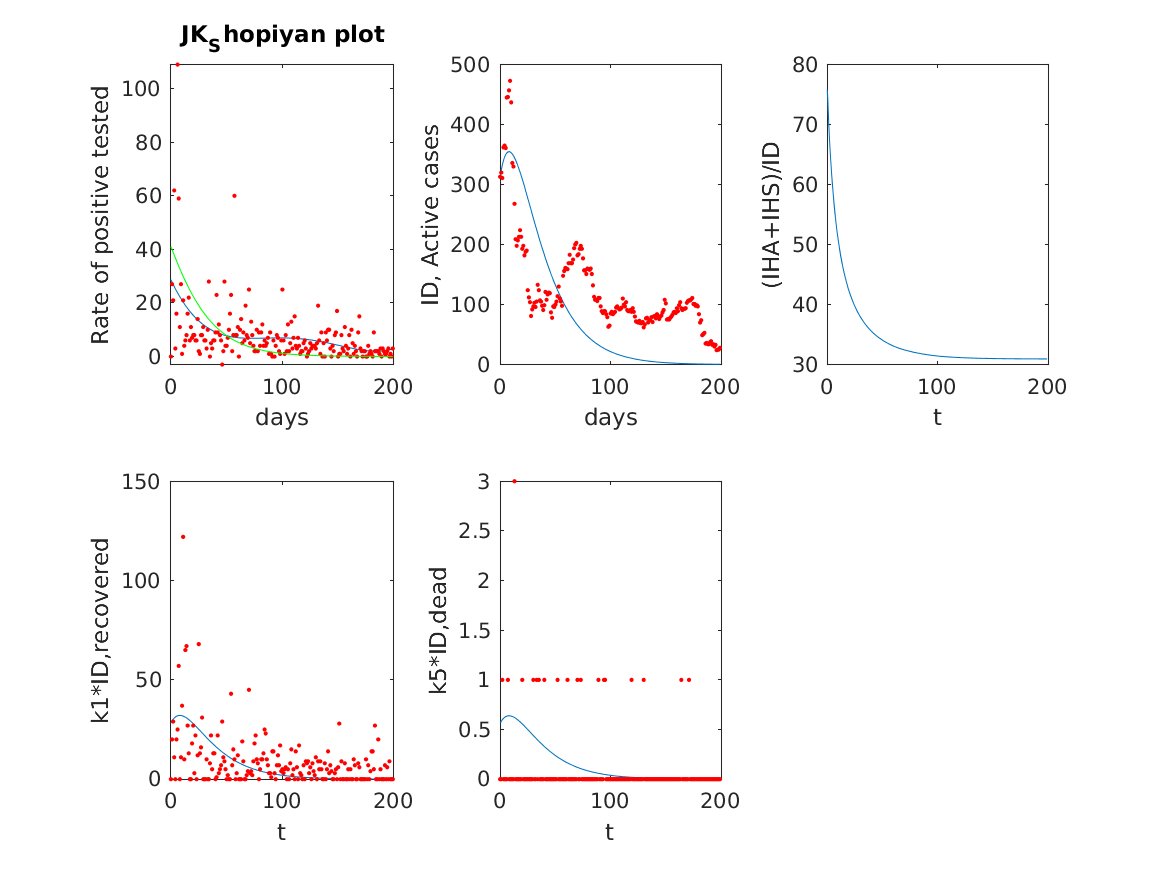 JK_Shopiyan plot
Rate of positive tested
100
80
60
40
20
0
0 100 200
days
ID, Active cases
500
400
300
200
100
0
0 100 200
days
(IHA+IHS)/ID
80
70
60
50
40
30
0 100 200
t
k1*ID,recovered
150
100
50
0
0 100 200
t
k5*ID,dead
3
2.5
2
1.5
1
0.5
0
0 100 200
t